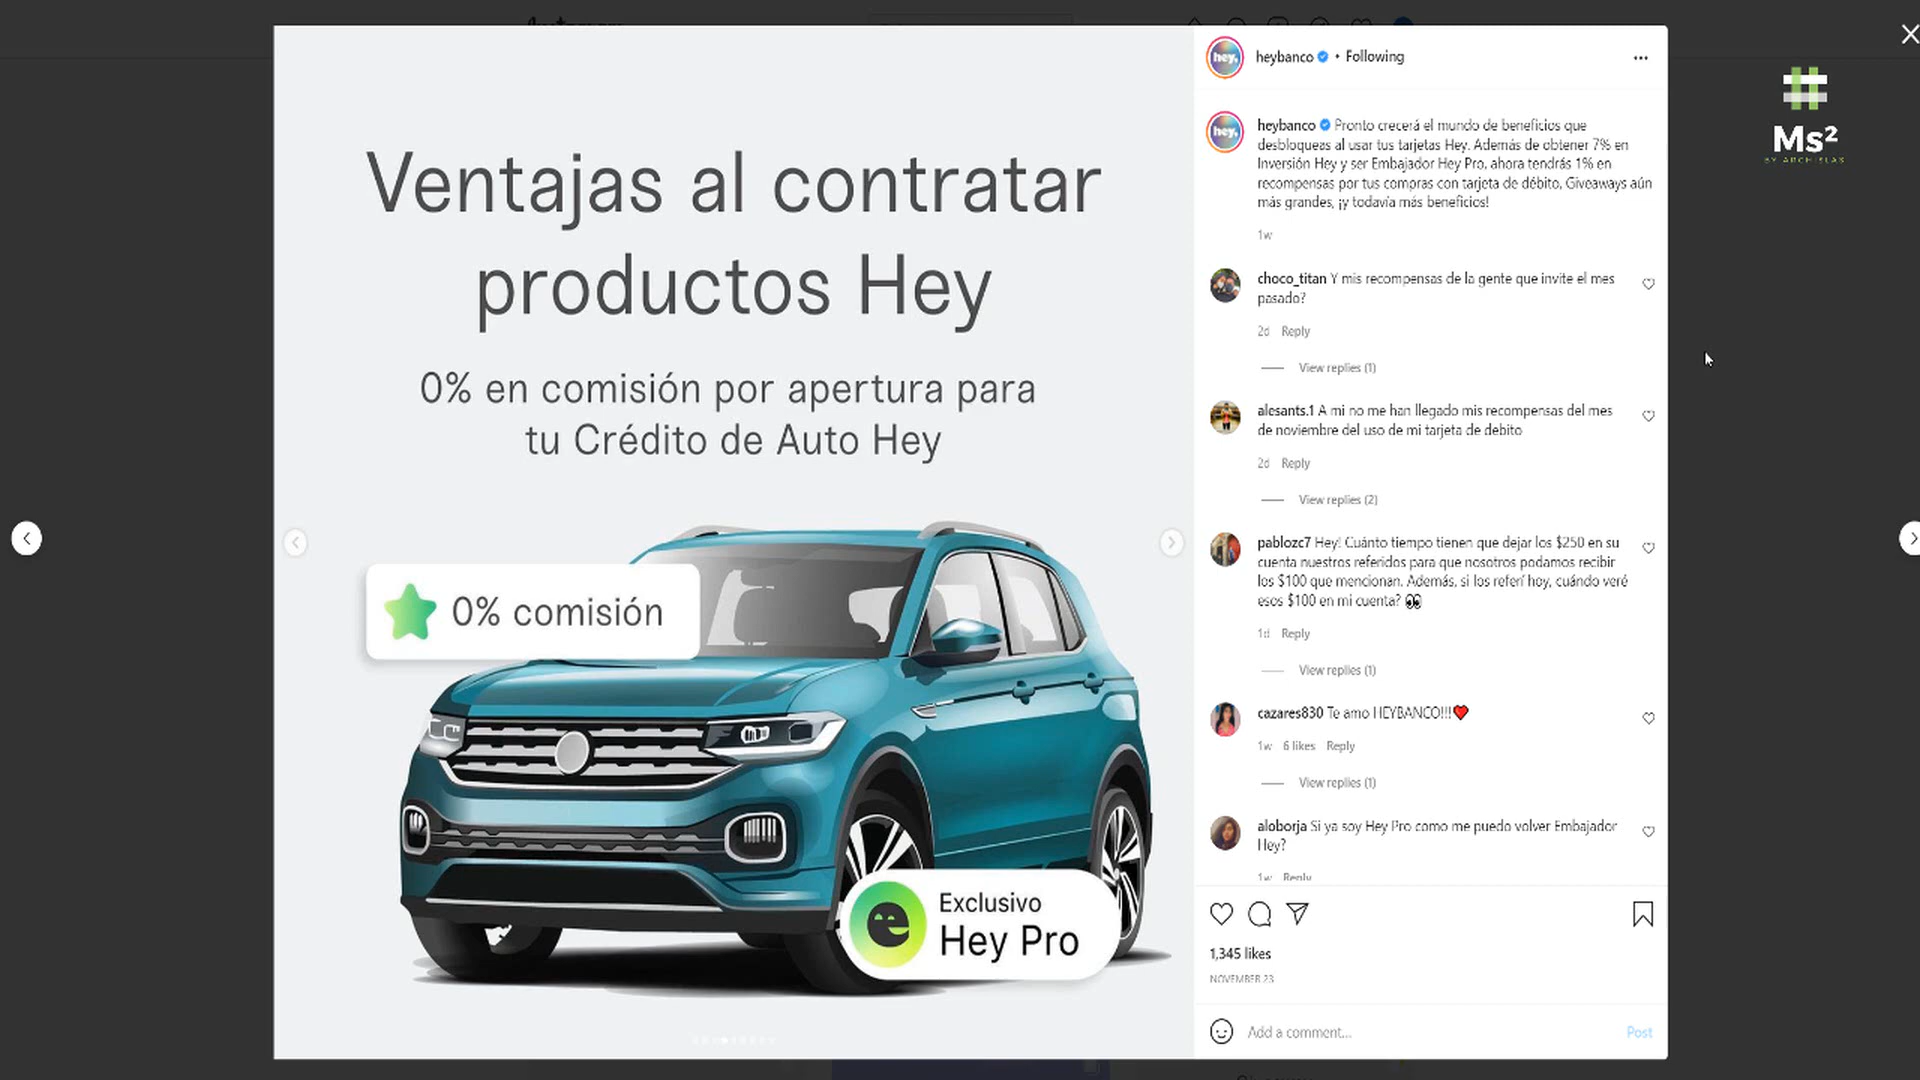 Ventajas al contratar
productos Hey
0% en comisión por apertura para
tu Crédito de Auto Hey
0% comisión
Exclusivo
Hey Pro
hey,
heybanco • Following
hey,
heybanco Pronto crecerá el mundo de beneficios que
desbloqueas al usar tus tarjetas Hey. Además de obtener 7% en
Inversión Hey y ser Embajador Hey Pro, ahora tendrás 1% en
recompensas por tus compras con tarjeta de débito, Giveaways aún
más grandes, ¡y todavía más beneficios!
1w
choco_titan Y mis recompensas de la gente que invite el mes
pasado?
2d Reply
View replies (1)
alesants.1 A mi no me han llegado mis recompensas del mes
de noviembre del uso de mi tarjeta de debito
2d Reply
View replies (2)
pablozc7 Hey! Cuánto tiempo tienen que dejar los $250 en su
cuenta nuestros referidos para que nosotros podamos recibir
los $100 que mencionan. Además, si los referí hoy, cuándo veré
esos $100 en mi cuenta? 👀
1d Reply
View replies (1)
cazares830 Te amo HEYBANCO!!!❤️
1w 6 likes Reply
View replies (1)
aloborja Si ya soy Hey Pro como me puedo volver Embajador
Hey?
1w Reply
1,345 likes
NOVEMBER 23
Add a comment...
Post
Ms²
BY ARCHISLAS